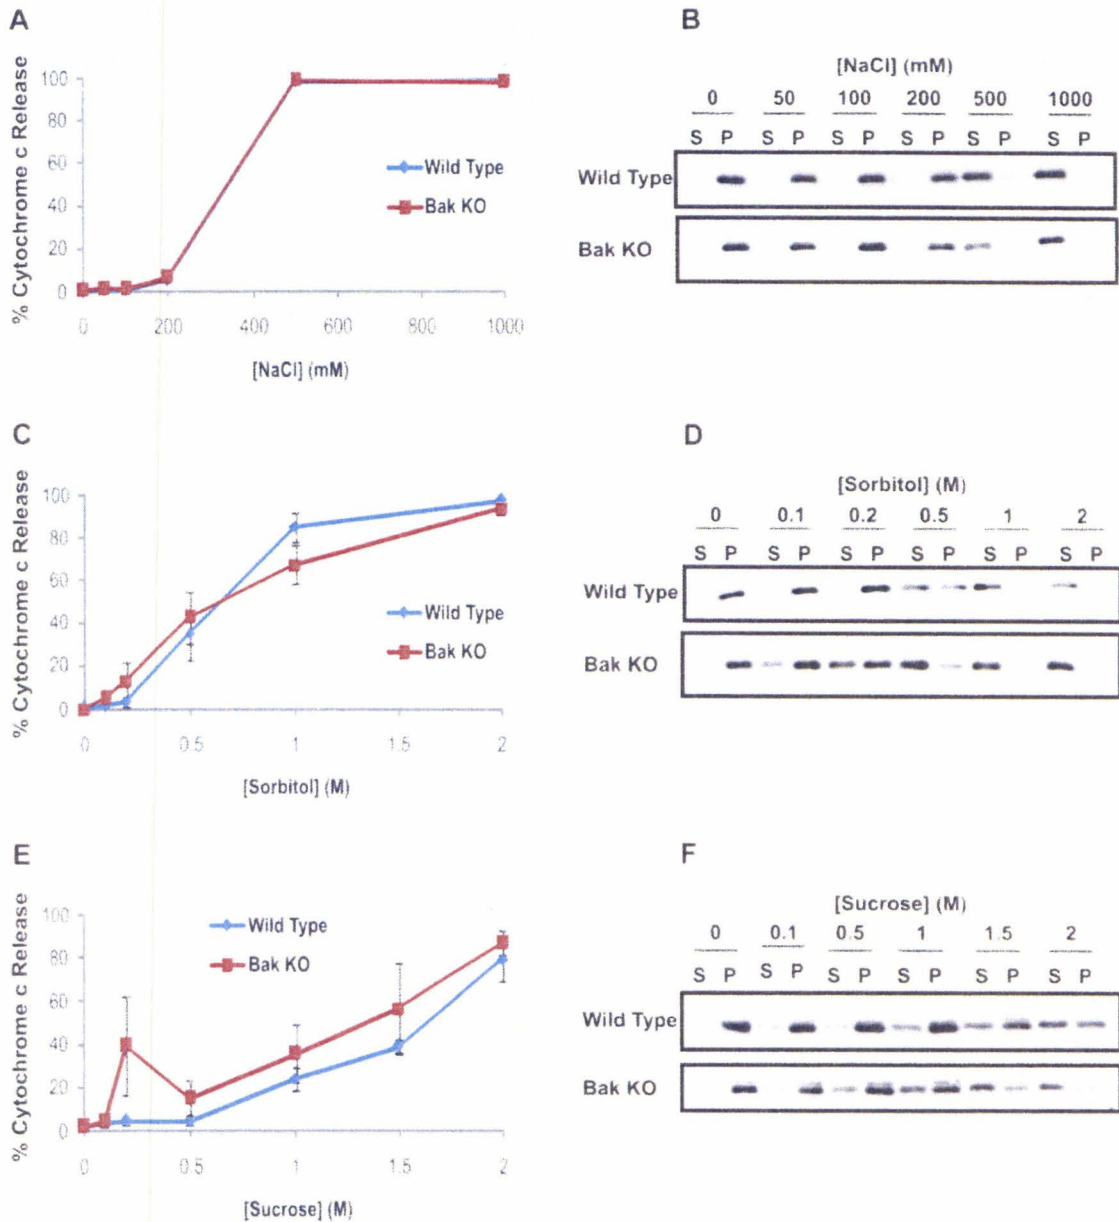 A
% Cytochrome c Release
100
80
60
40
20
0
Wild Type
Bak KO
0 200 400 600 800 1000
[NaCl] (mM)
B
[NaCl] (mM)
0 50 100 200 500 1000
S P S P S P S P S P S P
Wild Type
Bak KO
C
% Cytochrome c Release
100
80
60
40
20
0
Wild Type
Bak KO
0 0.5 1 1.5 2
[Sorbitol] (M)
D
[Sorbitol] (M)
0 0.1 0.2 0.5 1 2
S P S P S P S P S P S P
Wild Type
Bak KO
E
% Cytochrome c Release
100
80
60
40
20
0
Wild Type
Bak KO
0 0.5 1 1.5 2
[Sucrose] (M)
F
[Sucrose] (M)
0 0.1 0.5 1 1.5 2
S P S P S P S P S P S P
Wild Type
Bak KO